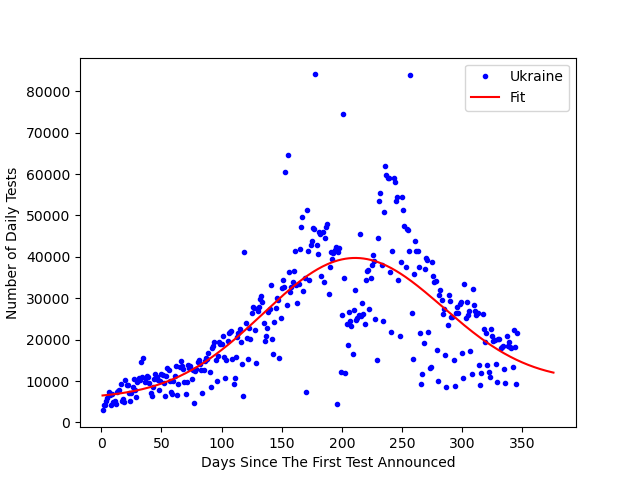 Ukraine
Fit
80000
70000
60000
50000
40000
30000
20000
10000
0
Number of Daily Tests
0 50 100 150 200 250 300 350
Days Since The First Test Announced